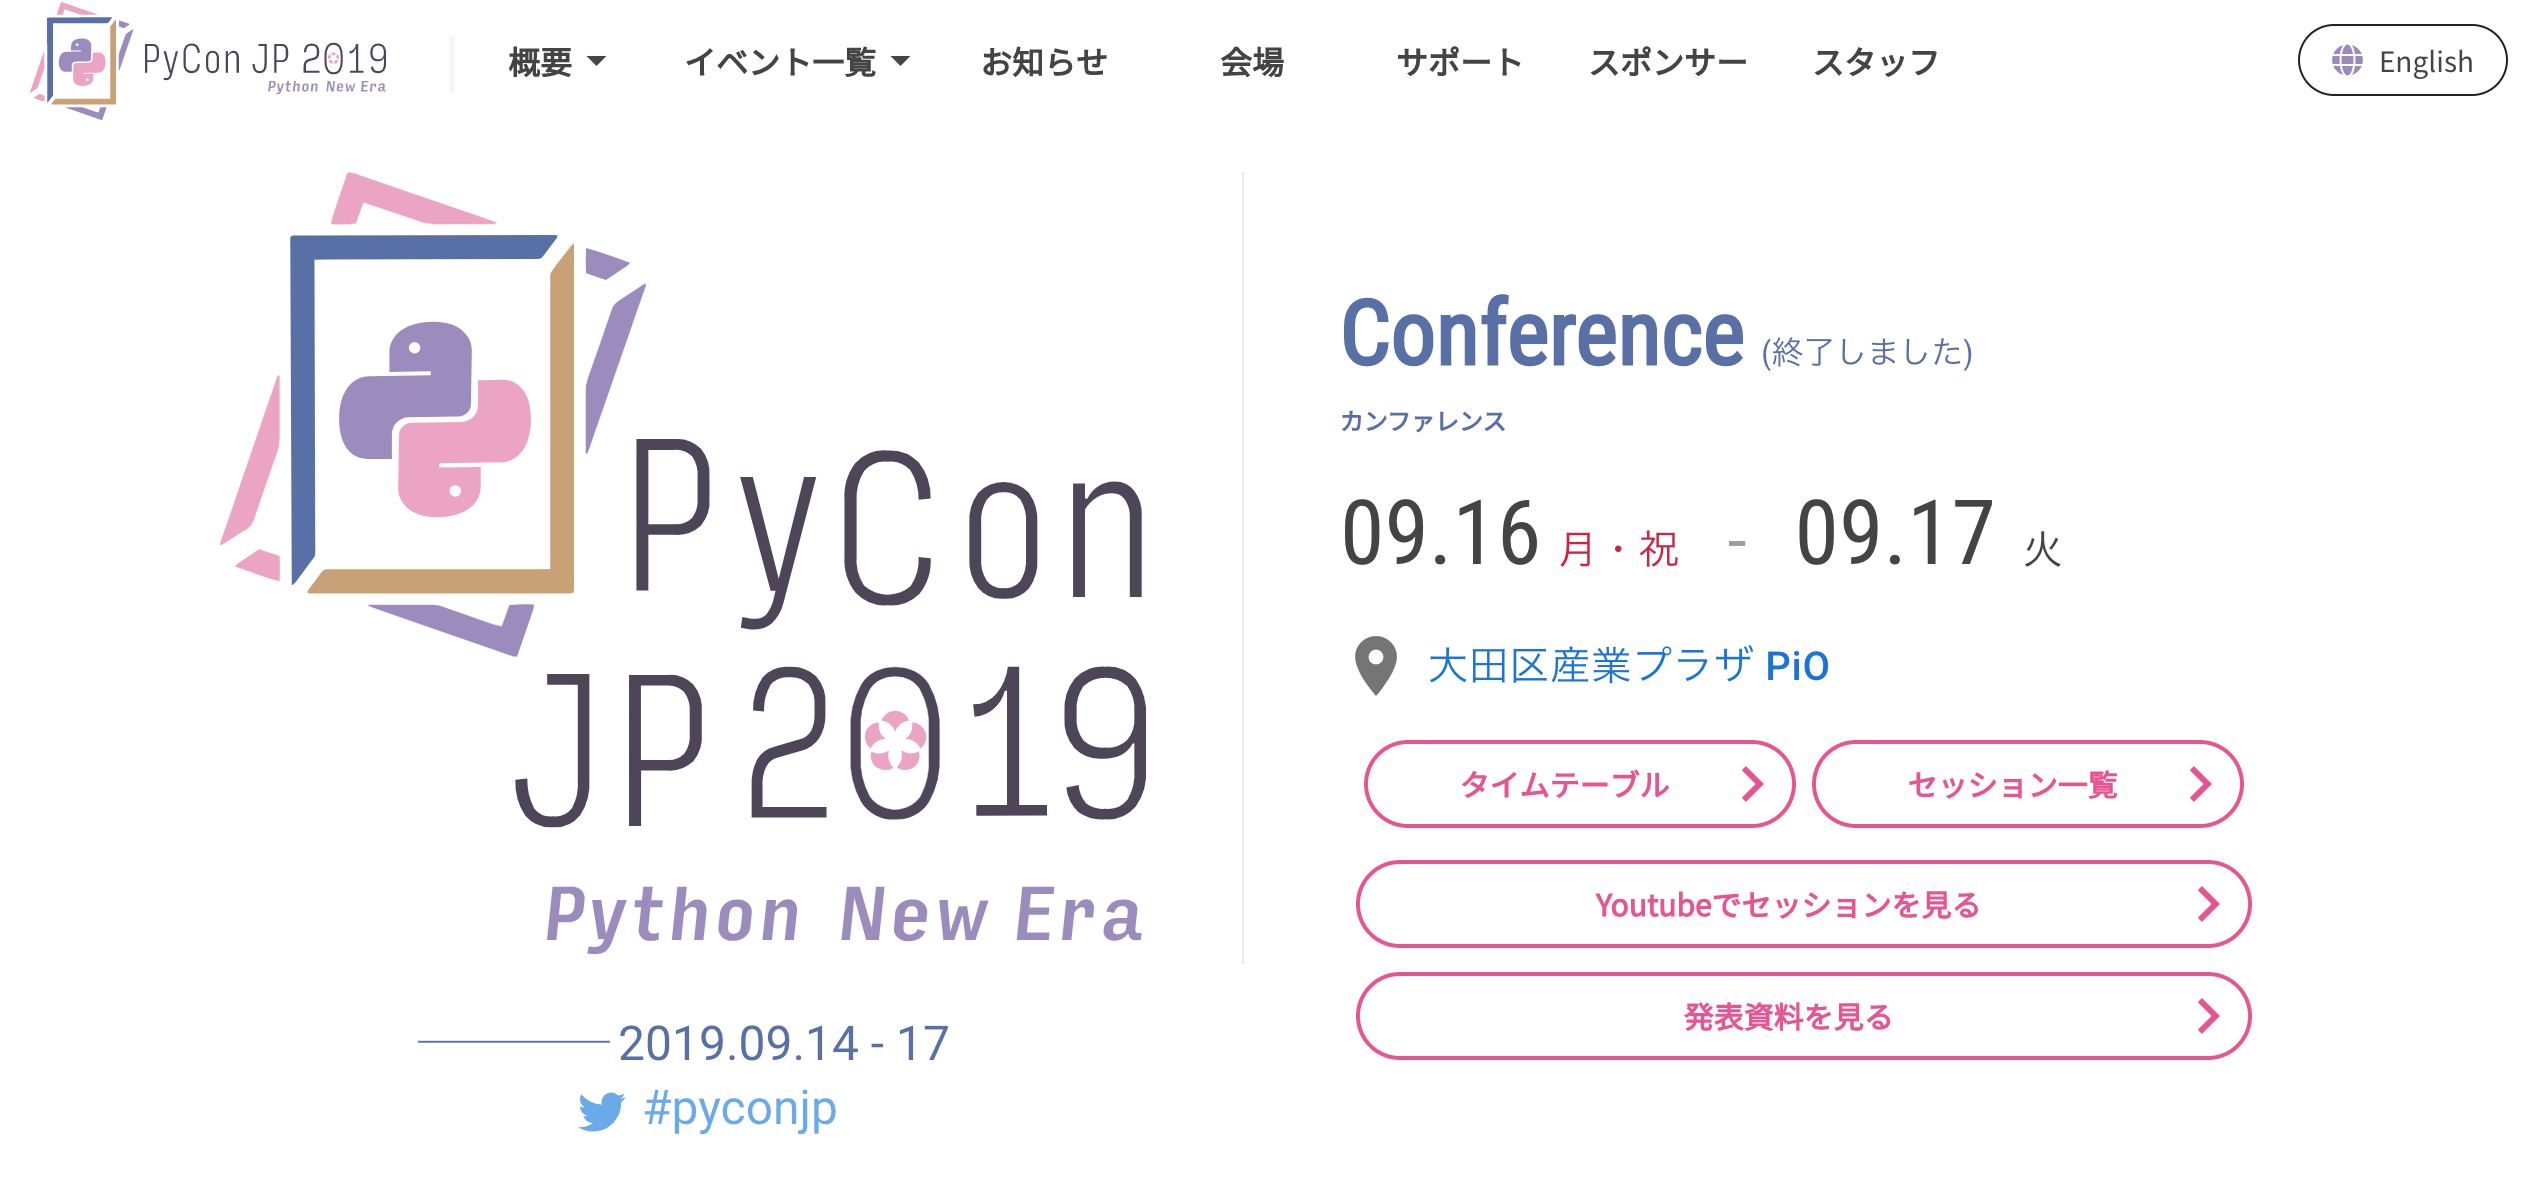 PyCon JP 2019
Python New Era
概要 イベント一覧 お知らせ 会場 サポート スポンサー スタッフ English
PyCon
JP 2019
Python New Era
2019.09.14 - 17
#pyconjp
Conference (終了しました)
カンファレンス
09.16 月・祝 - 09.17 火
大田区産業プラザ PiO
タイムテーブル セッション一覧
Youtubeでセッションを見る
発表資料を見る